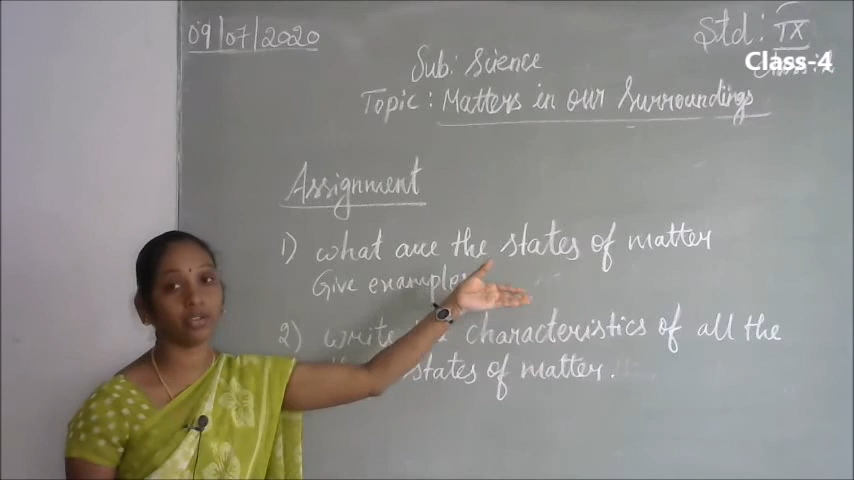 09/07/2020
Std: IX
Class-4
Sub: Science
Topic: Matters in our Surroundings
Assignment
1) what are the states of matter
Give examples
2) write characteristics of all the
states of matter.